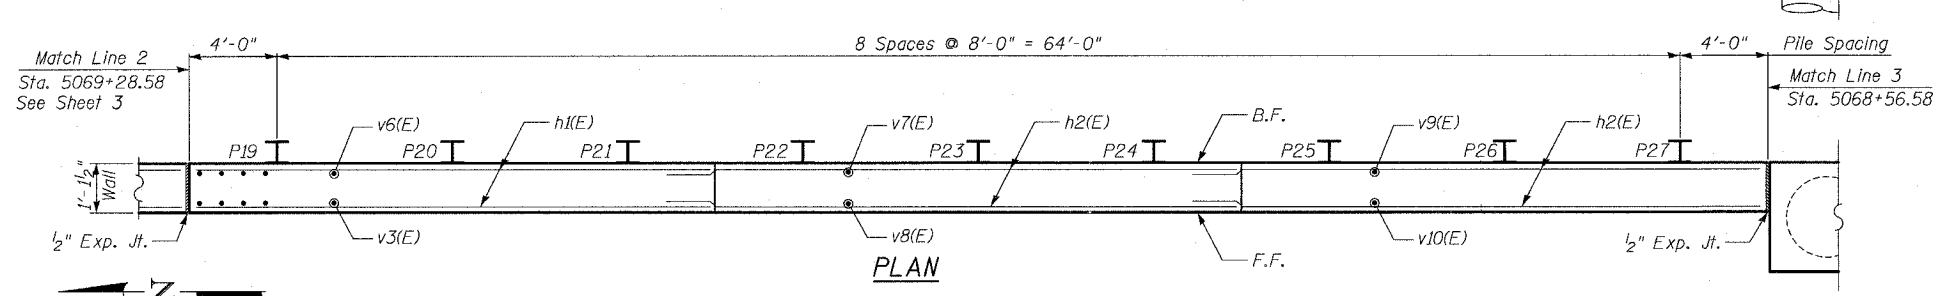 4'-0"
8 Spaces @ 8'-0" = 64'-0"
4'-0"
Pile Spacing
Match Line 2
Sta. 5069+28.58
See Sheet 3
Match Line 3
Sta. 5068+56.58
v6(E)
h1(E)
v7(E)
h2(E)
B.F.
v9(E)
h2(E)
P19
P20
P21
P22
P23
P24
P25
P26
P27
1'-1 1/2"
Wall
1/2" Exp. Jt.
v3(E)
v8(E)
v10(E)
1/2" Exp. Jt.
F.F.
PLAN
N